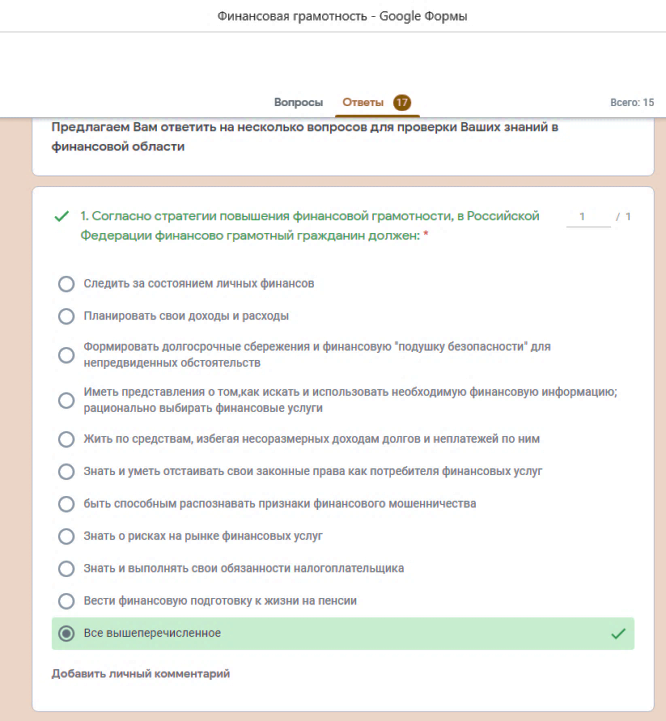 Финансовая грамотность - Google Формы
Вопросы Ответы 17 Всего: 15
Предлагаем Вам ответить на несколько вопросов для проверки Ваших знаний в
финансовой области
1. Согласно стратегии повышения финансовой грамотности, в Российской 1 / 1
Федерации финансово грамотный гражданин должен: *
Следить за состоянием личных финансов
Планировать свои доходы и расходы
Формировать долгосрочные сбережения и финансовую "подушку безопасности" для
непредвиденных обстоятельств
Иметь представления о том,как искать и использовать необходимую финансовую информацию;
рационально выбирать финансовые услуги
Жить по средствам, избегая несоразмерных доходам долгов и неплатежей по ним
Знать и уметь отстаивать свои законные права как потребителя финансовых услуг
быть способным распознавать признаки финансового мошенничества
Знать о рисках на рынке финансовых услуг
Знать и выполнять свои обязанности налогоплательщика
Вести финансовую подготовку к жизни на пенсии
Все вышеперечисленное
Добавить личный комментарий